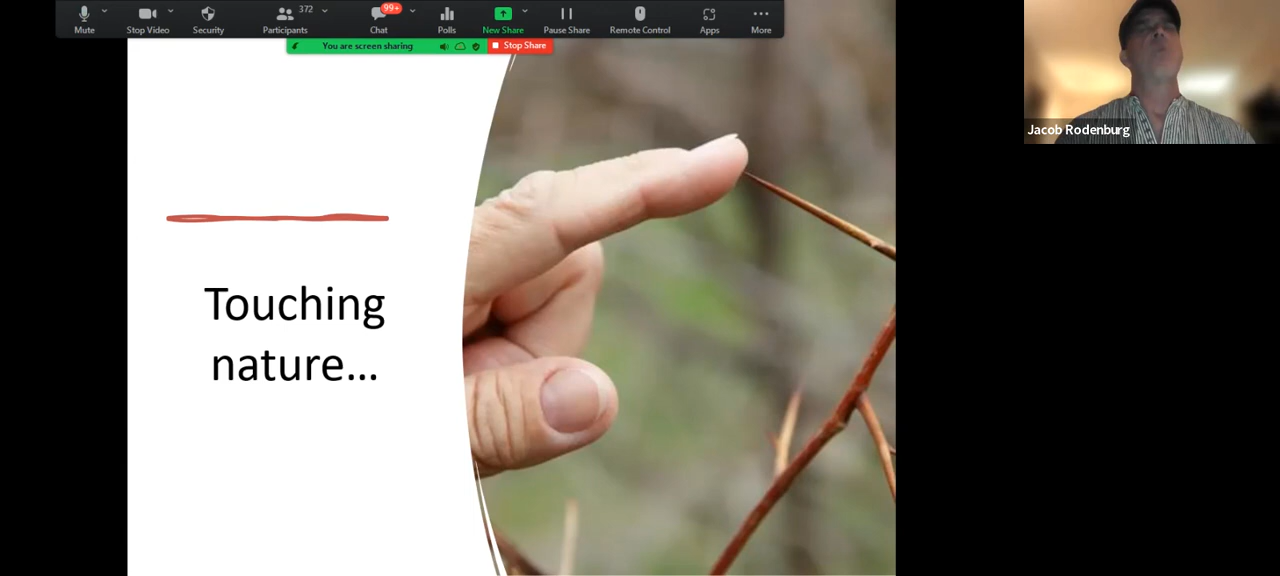 372
99+
Mute
Stop Video
Security
Participants
Chat
Polls
New Share
Pause Share
Remote Control
Apps
More
You are screen sharing
Stop Share
Jacob Rodenburg
Touching
nature...